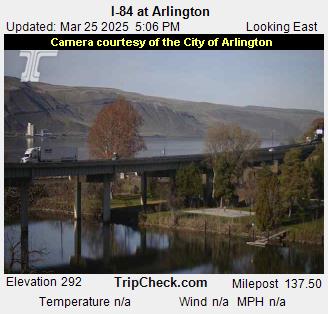 I-84 at Arlington
Updated: Mar 25 2025 5:06 PM Looking East
Camera courtesy of the City of Arlington
Elevation 292 TripCheck.com Milepost 137.50
Temperature n/a Wind n/a MPH n/a